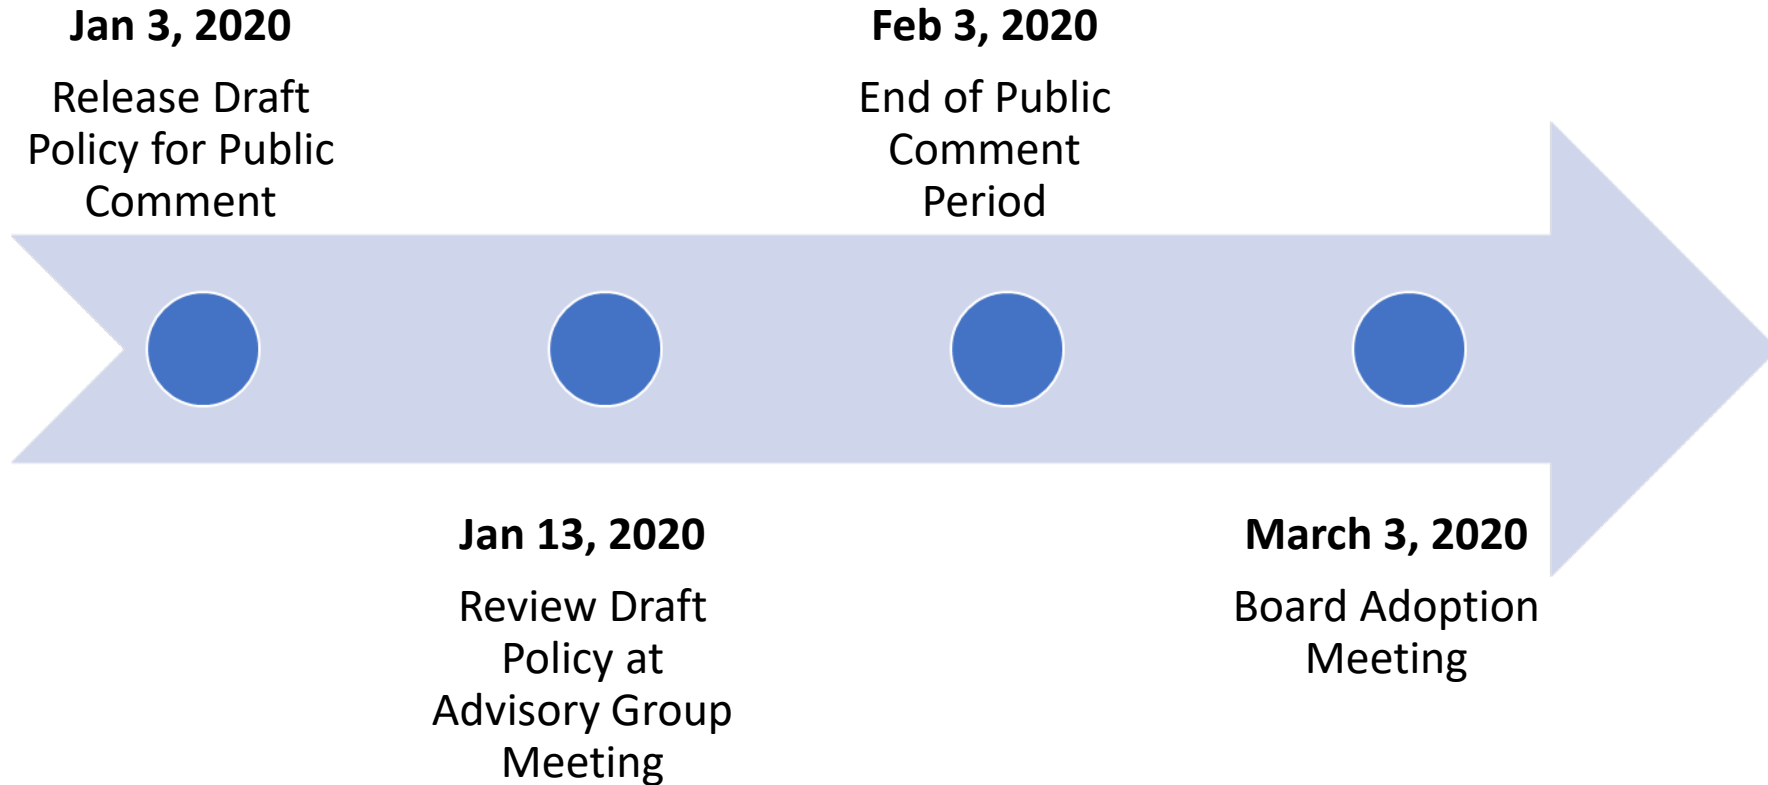 Jan 3, 2020
Release Draft
Policy for Public
Comment
Jan 13, 2020
Review Draft
Policy at
Advisory Group
Meeting
Feb 3, 2020
End of Public
Comment
Period
March 3, 2020
Board Adoption
Meeting